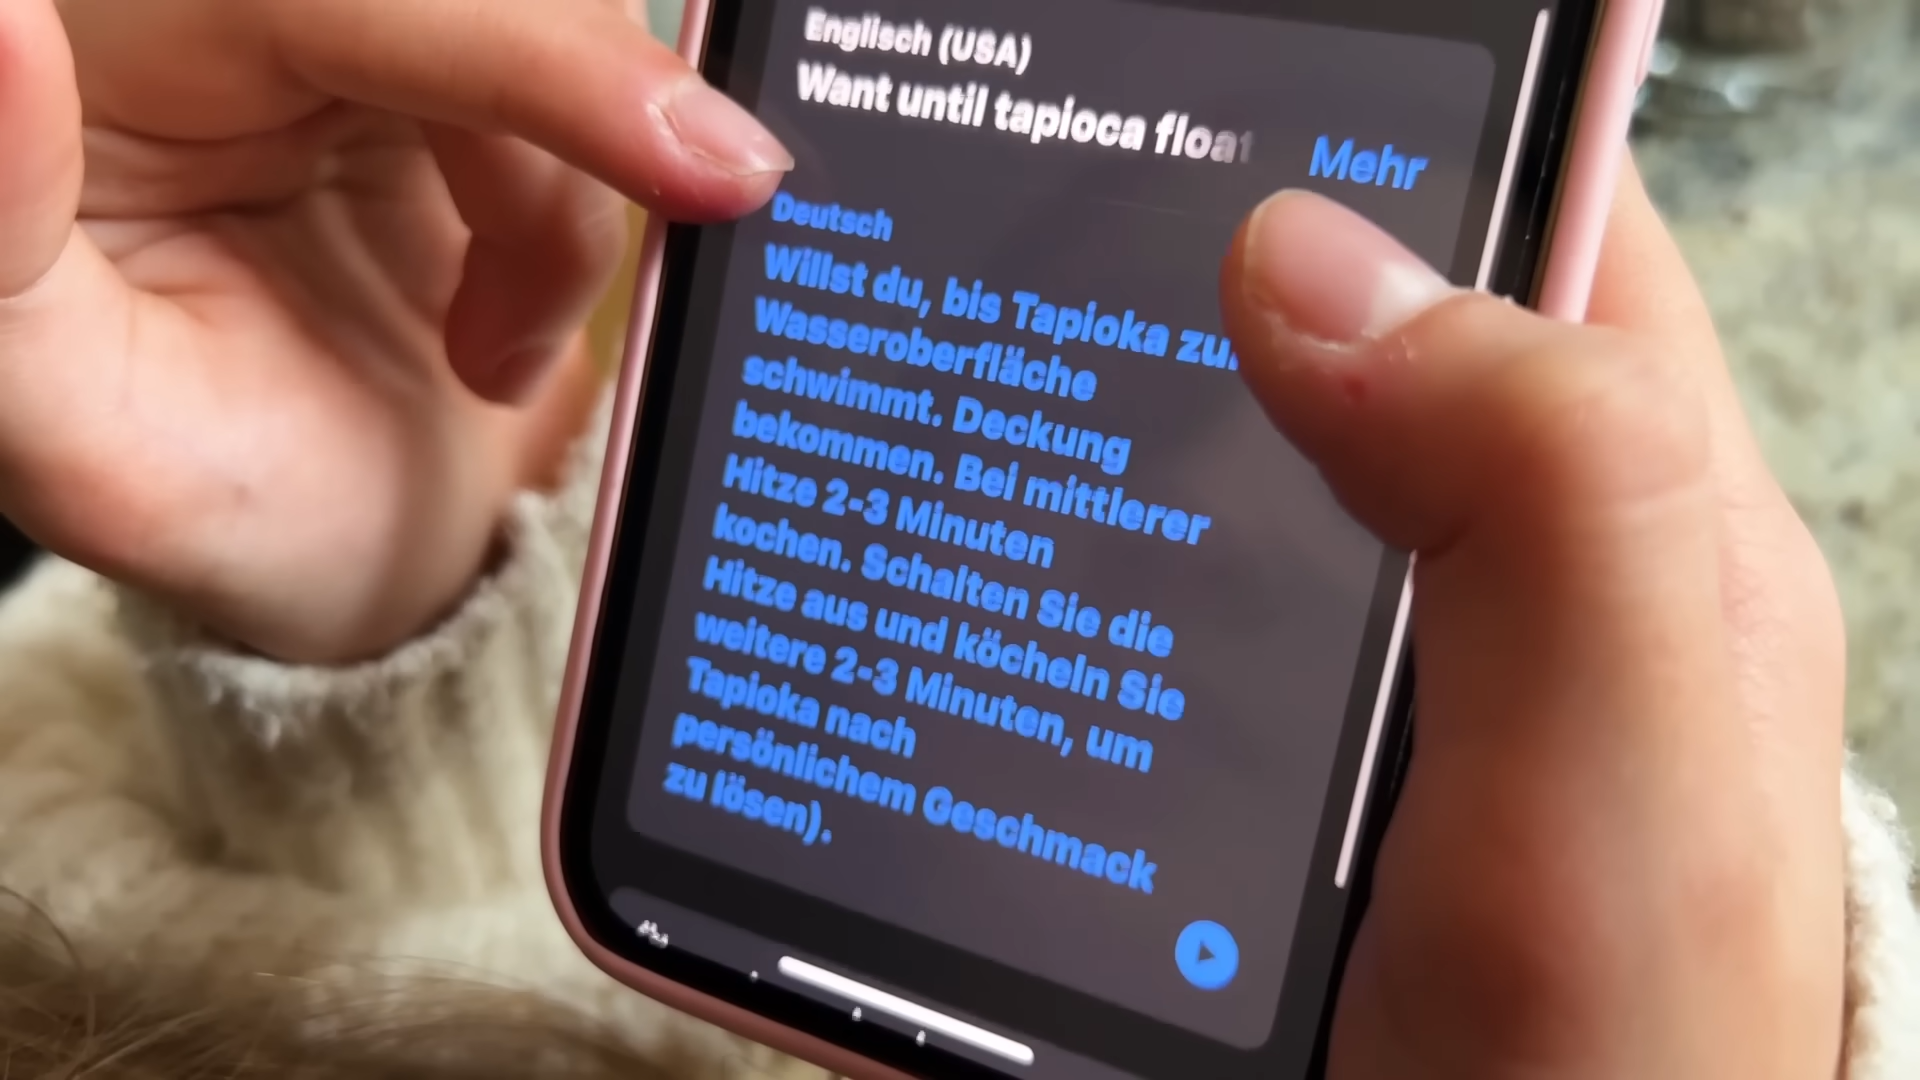 Englisch (USA)
Want until tapioca float
Mehr
Deutsch
Willst du, bis Tapioka zur
Wasseroberfläche
schwimmt. Deckung
bekommen. Bei mittlerer
Hitze 2-3 Minuten
kochen. Schalten Sie die
Hitze aus und köcheln Sie
weitere 2-3 Minuten, um
Tapioka nach
persönlichem Geschmack
zu lösen).